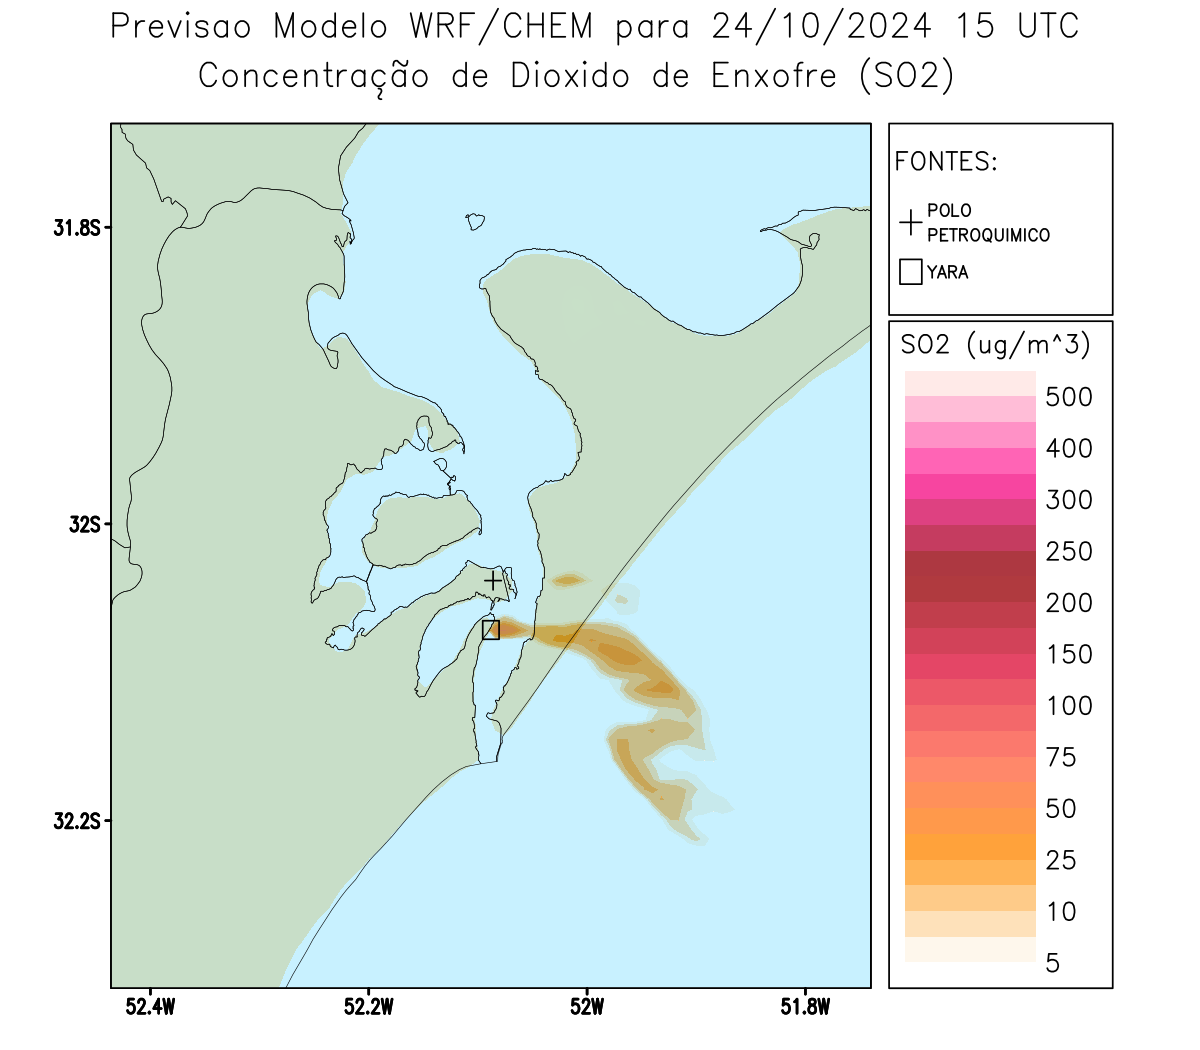 Previsao Modelo WRF/CHEM para 24/10/2024 15 UTC
Concentração de Dioxido de Enxofre (SO2)
FONTES:
POLO
PETROQUIMICO
YARA
31.8S
32S
32.2S
52.4W
52.2W
52W
51.8W
SO2 (ug/m^3)
500
400
300
250
200
150
100
75
50
25
10
5